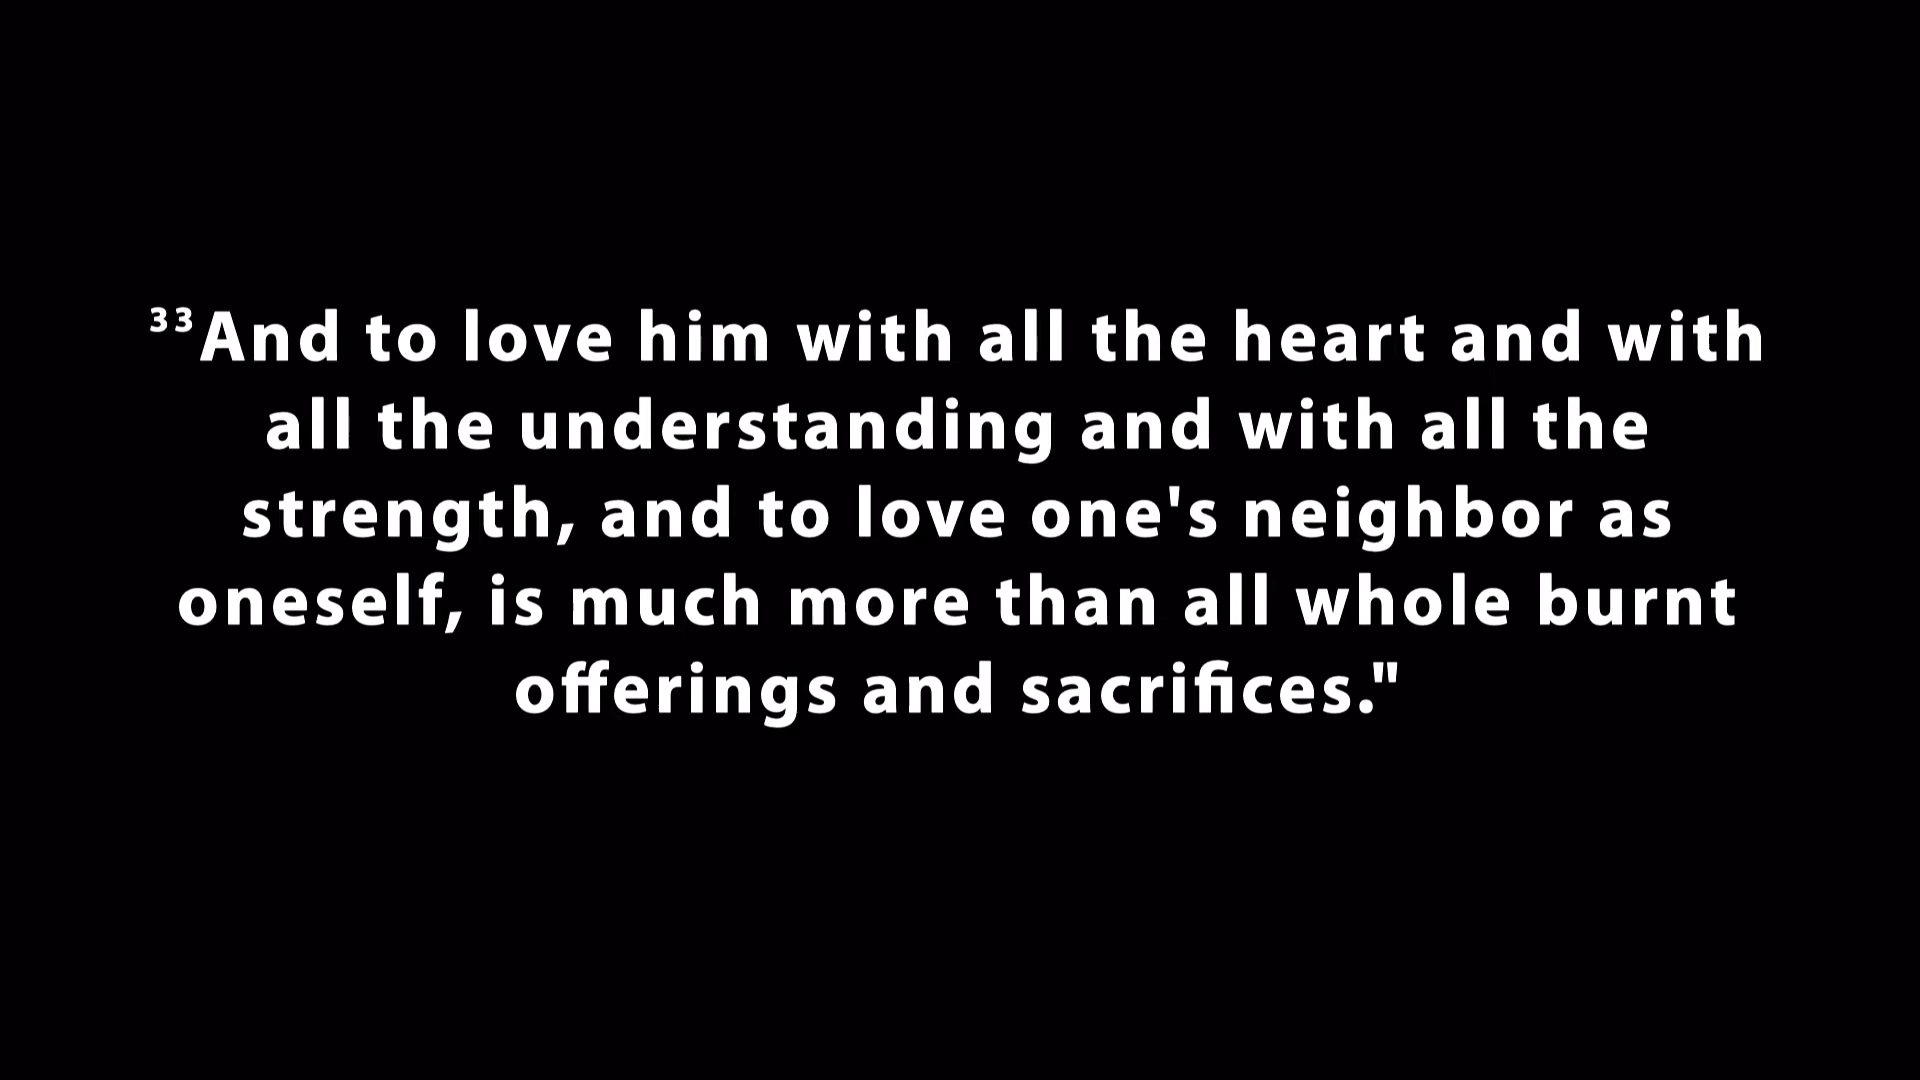 ³³And to love him with all the heart and with
all the understanding and with all the
strength, and to love one's neighbor as
oneself, is much more than all whole burnt
offerings and sacrifices."